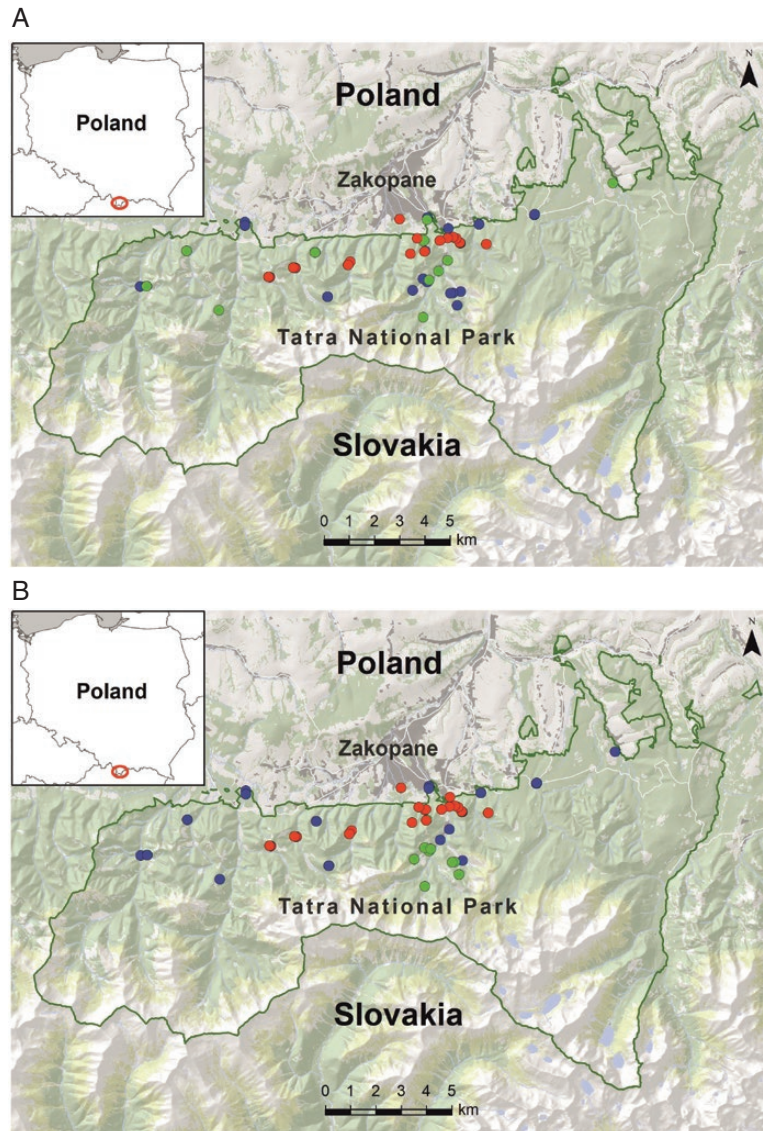 A
N
Poland
Poland
Zakopane
Tatra National Park
Slovakia
0 1 2 3 4 5
km
B
N
Poland
Poland
Zakopane
Tatra National Park
Slovakia
0 1 2 3 4 5
km